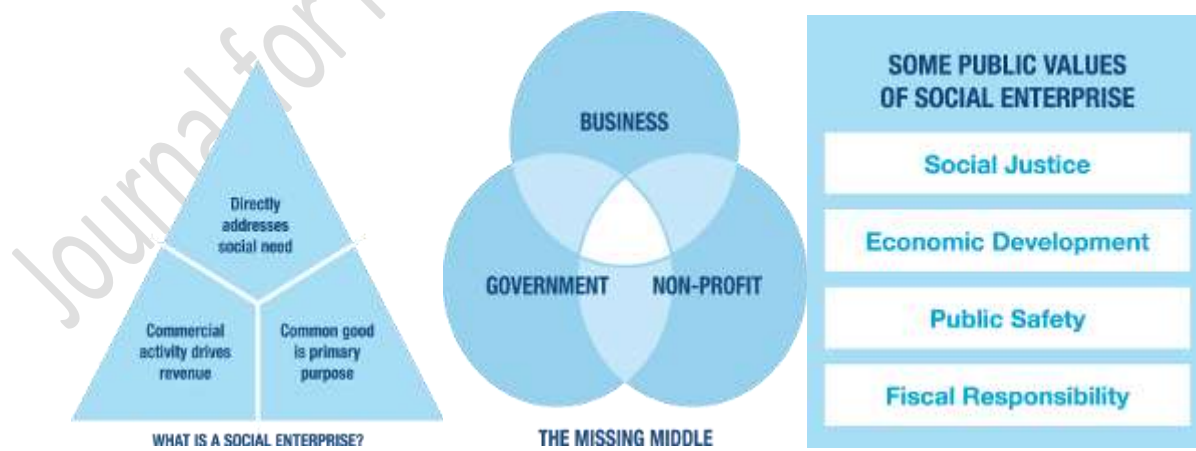 Journal for
Directly
addresses
social need
Commercial
activity drives
revenue
Common good
is primary
purpose
WHAT IS A SOCIAL ENTERPRISE?
BUSINESS
GOVERNMENT
NON-PROFIT
THE MISSING MIDDLE
SOME PUBLIC VALUES
OF SOCIAL ENTERPRISE
Social Justice
Economic Development
Public Safety
Fiscal Responsibility